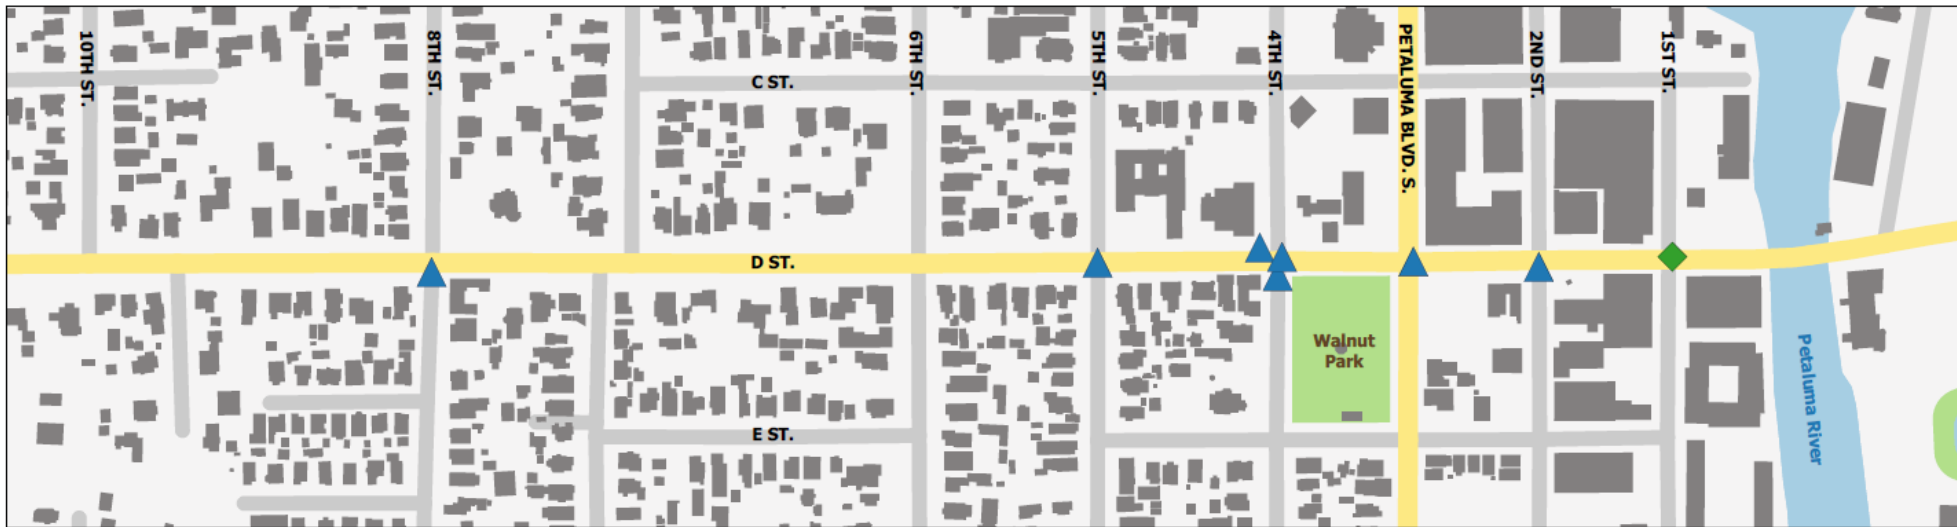 10TH ST.
8TH ST.
6TH ST.
5TH ST.
4TH ST.
PETALUMA BLVD. S.
2ND ST.
1ST ST.
C ST.
D ST.
Walnut
Park
Petaluma River
E ST.